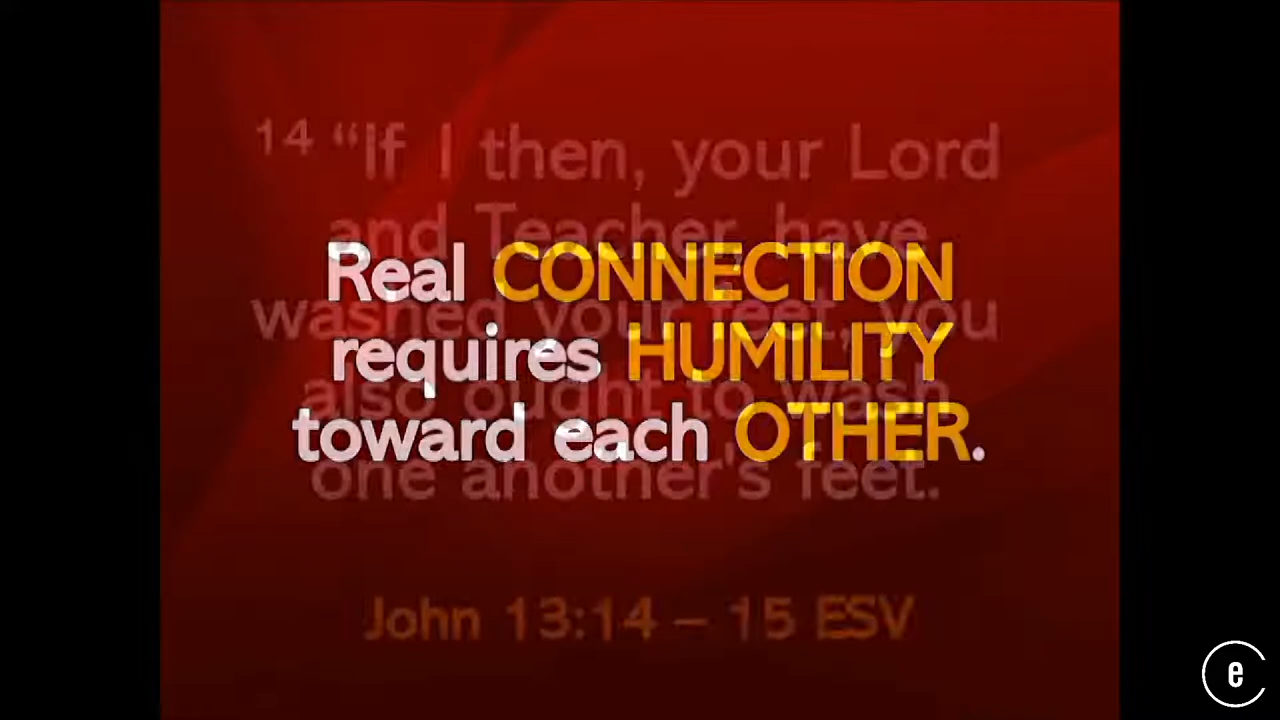 14 “If I then, your Lord
and Teacher, have
washed your feet, you
also ought to wash
one another's feet.
John 13:14 – 15 ESV
Real CONNECTION
requires HUMILITY
toward each OTHER.
e